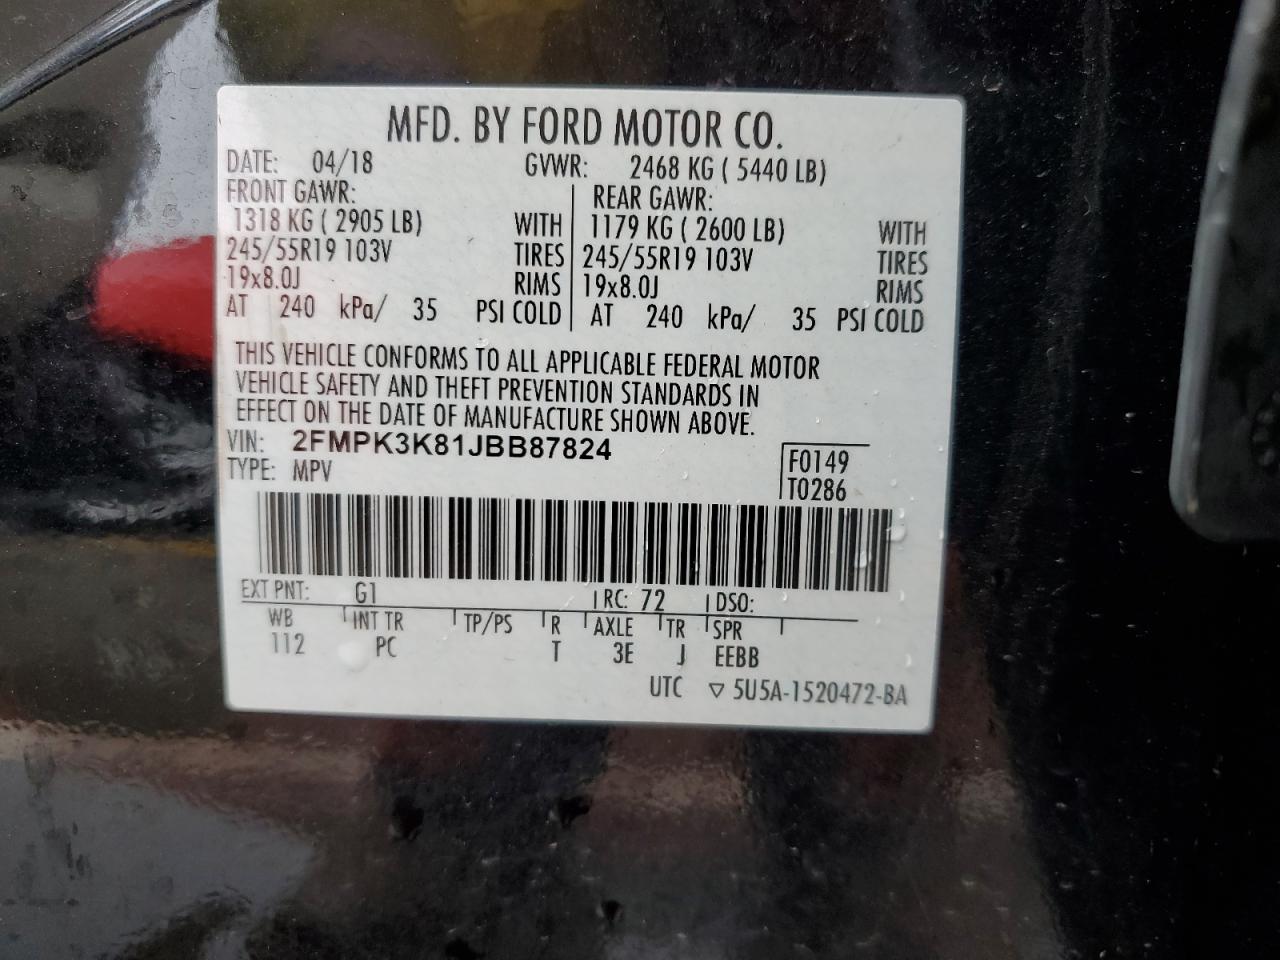 MFD. BY FORD MOTOR CO.
DATE: 04/18 GVWR: 2468 KG ( 5440 LB)
FRONT GAWR: REAR GAWR:
1318 KG ( 2905 LB) WITH 1179 KG ( 2600 LB) WITH
245/55R19 103V TIRES 245/55R19 103V TIRES
19x8.0J RIMS 19x8.0J RIMS
AT 240 kPa/ 35 PSI COLD AT 240 kPa/ 35 PSI COLD
THIS VEHICLE CONFORMS TO ALL APPLICABLE FEDERAL MOTOR
VEHICLE SAFETY AND THEFT PREVENTION STANDARDS IN
EFFECT ON THE DATE OF MANUFACTURE SHOWN ABOVE.
VIN: 2FMPK3K81JBB87824
TYPE: MPV
F0149
T0286
EXT PNT: G1 RC: 72 DSO:
WB INT TR TP/PS R AXLE TR SPR
112 PC T 3E J EEBB
UTC ▽ 5U5A-1520472-BA